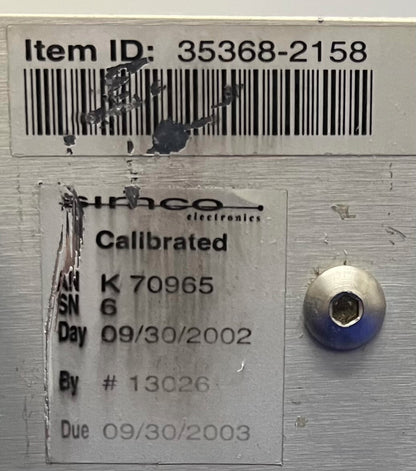 Item ID: 35368-2158
simco
electronics
Calibrated
AN K 70965
SN 6
Day 09/30/2002
By # 13026
Due 09/30/2003